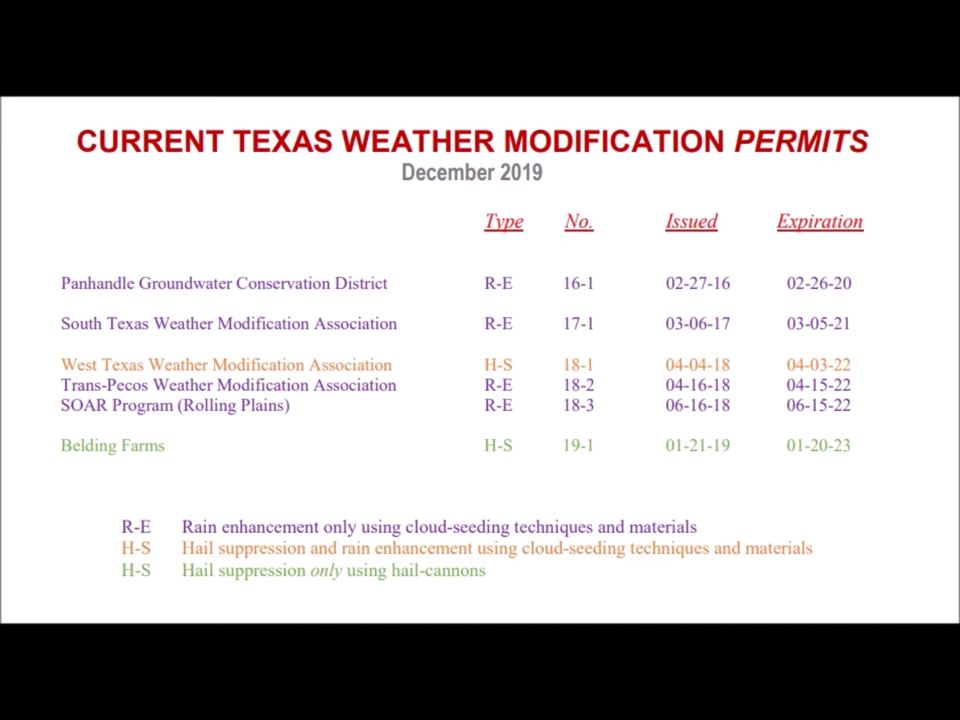 CURRENT TEXAS WEATHER MODIFICATION PERMITS
December 2019
Type No. Issued Expiration
Panhandle Groundwater Conservation District R-E 16-1 02-27-16 02-26-20
South Texas Weather Modification Association R-E 17-1 03-06-17 03-05-21
West Texas Weather Modification Association H-S 18-1 04-04-18 04-03-22
Trans-Pecos Weather Modification Association R-E 18-2 04-16-18 04-15-22
SOAR Program (Rolling Plains) R-E 18-3 06-16-18 06-15-22
Belding Farms H-S 19-1 01-21-19 01-20-23
R-E Rain enhancement only using cloud-seeding techniques and materials
H-S Hail suppression and rain enhancement using cloud-seeding techniques and materials
H-S Hail suppression only using hail-cannons